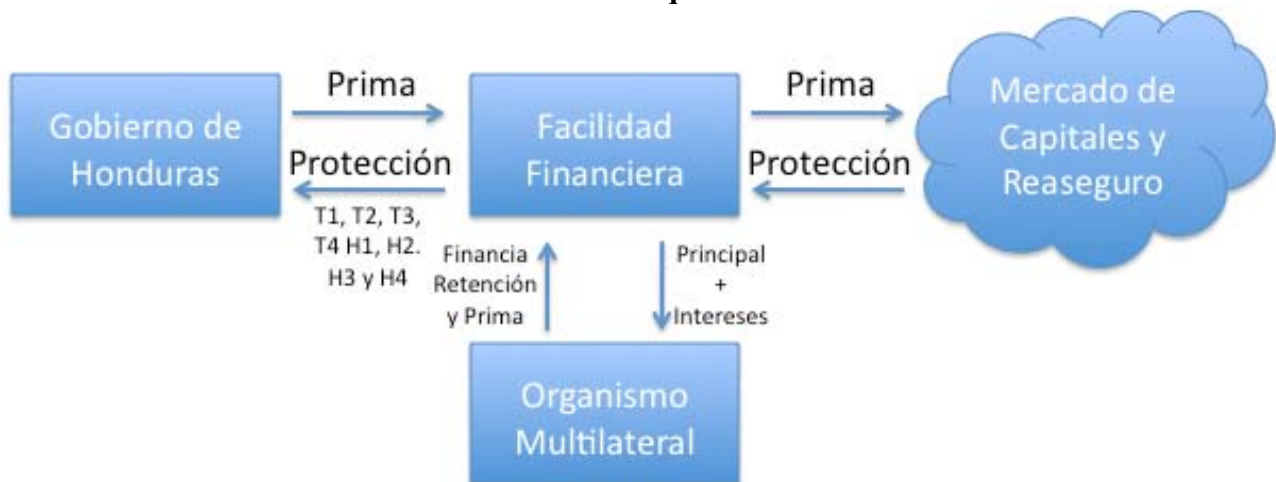 Prima
Prima
Gobierno de
Honduras
Facilidad
Financiera
Mercado de
Capitales y
Reaseguro
Protección
Protección
T1, T2, T3,
T4 H1, H2.
H3 y H4
Financia
Retención
y Prima
Principal
+
Intereses
Organismo
Multilateral